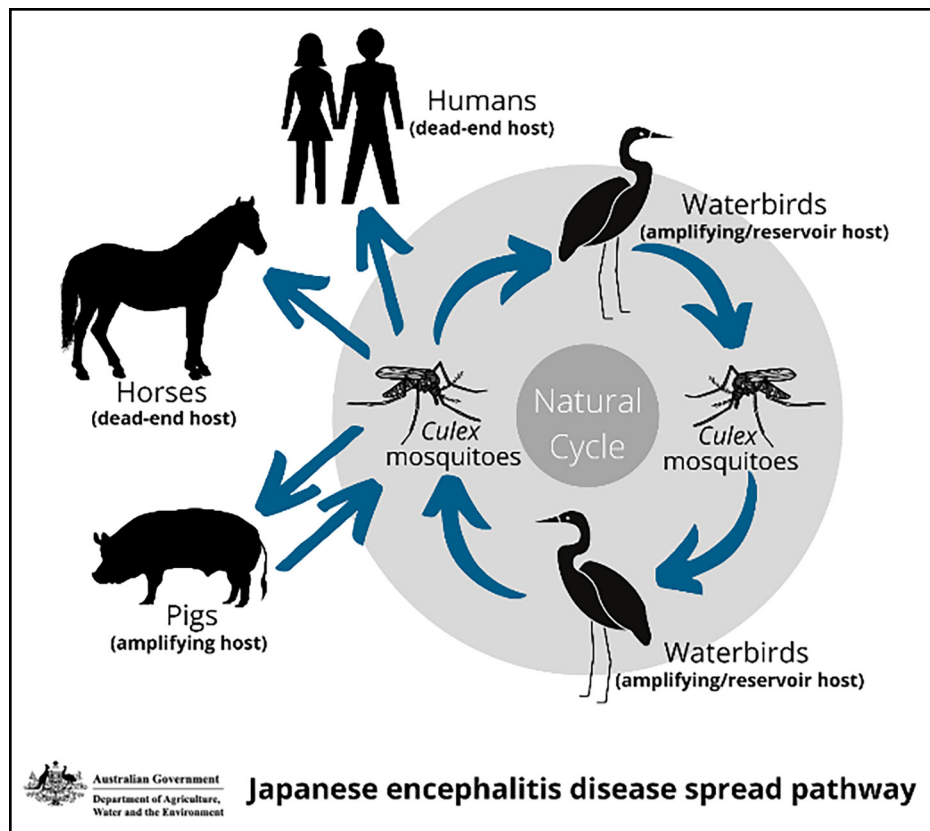 Humans
(dead-end host)
Waterbirds
(amplifying/reservoir host)
Horses
(dead-end host)
Culex
mosquitoes
Natural
Cycle
Culex
mosquitoes
Pigs
(amplifying host)
Waterbirds
(amplifying/reservoir host)
Australian Government
Department of Agriculture,
Water and the Environment
Japanese encephalitis disease spread pathway